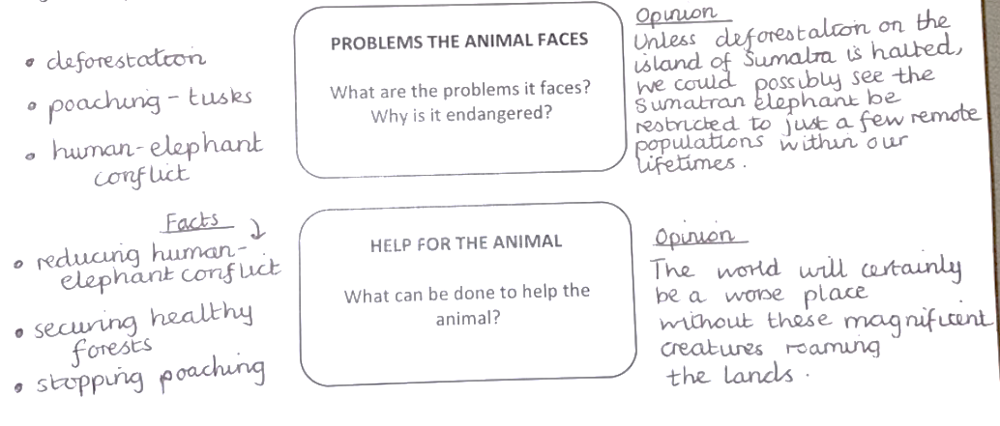 • deforestation
• poaching - tusks
• human-elephant
conflict
PROBLEMS THE ANIMAL FACES
What are the problems it faces?
Why is it endangered?
Opinion
Unless deforestation on the
island of Sumatra is halted,
we could possibly see the
Sumatran elephant be
restricted to just a few remote
populations within our
lifetimes.
Facts
• reducing human-
elephant conflict
• securing healthy
forests
• stopping poaching
HELP FOR THE ANIMAL
What can be done to help the
animal?
Opinion
The world will certainly
be a worse place
without these magnificent
creatures roaming
the lands.